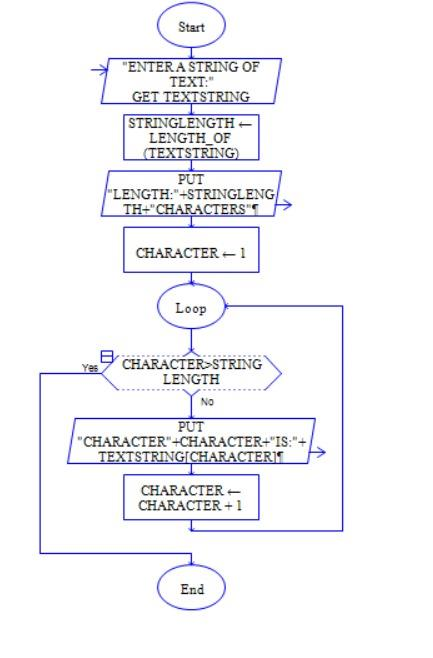 Start
"ENTER A STRING OF
TEXT:"
GET TEXTSTRING
STRINGLENGTH ←
LENGTH_OF
(TEXTSTRING)
PUT
"LENGTH:"+STRINGLENG
TH+"CHARACTERS"¶
CHARACTER ← 1
Loop
CHARACTER>STRING
LENGTH
Yes
No
PUT
"CHARACTER"+CHARACTER+"IS:"+
TEXTSTRING[CHARACTER]¶
CHARACTER ←
CHARACTER + 1
End